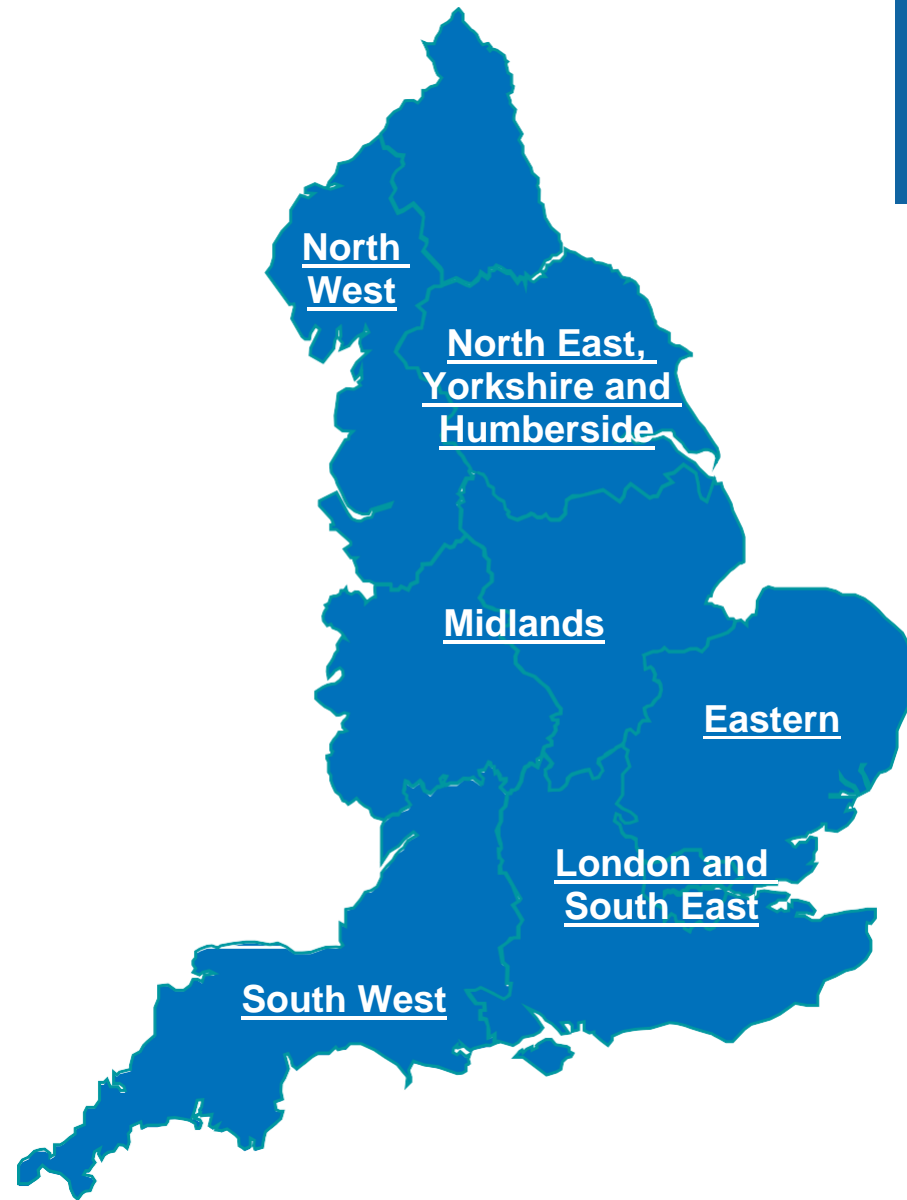 North
West
North East,
Yorkshire and
Humberside
Midlands
Eastern
London and
South East
South West